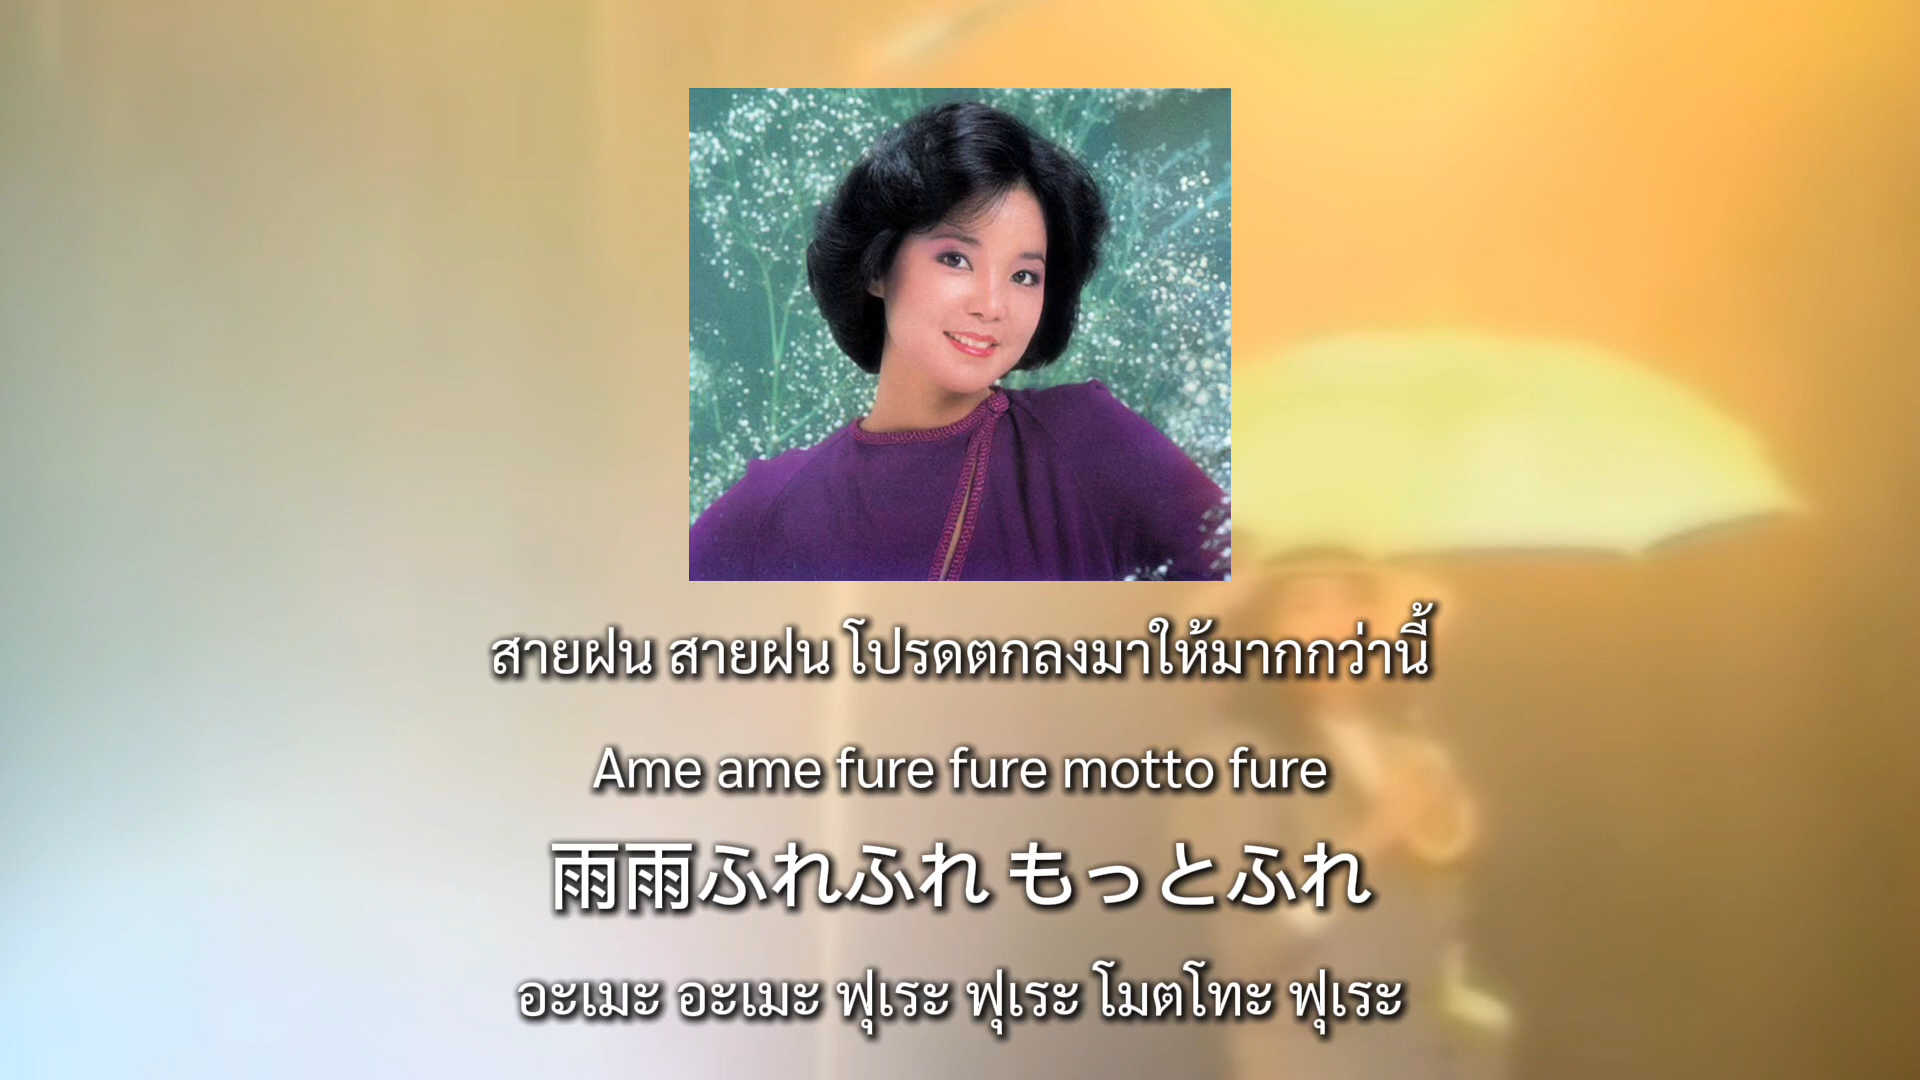 สายฝน สายฝน โปรดตกลงมาให้มากกว่านี้
Ame ame fure fure motto fure
雨雨ふれふれ もっとふれ
อะเมะ อะเมะ ฟุเระ ฟุเระ โมตโทะ ฟุเระ